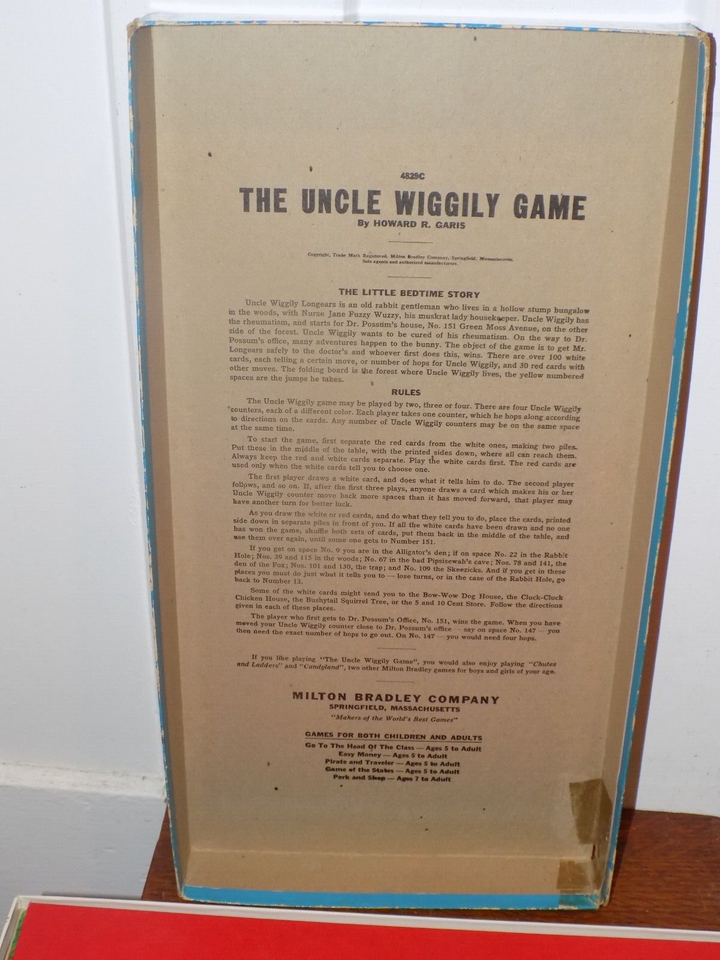 4829C
THE UNCLE WIGGILY GAME
By HOWARD R. GARIS
Copyright, Trade Mark Registered, Milton Bradley Company, Springfield, Massachusetts,
Sole agents and authorized manufacturers.
THE LITTLE BEDTIME STORY
Uncle Wiggily Longears is an old rabbit gentleman who lives in a hollow stump bungalow
in the woods, with Nurse Jane Fuzzy Wuzzy, his muskrat lady housekeeper. Uncle Wiggily has
the rheumatism, and starts for Dr. Possum's house, No. 151 Green Moss Avenue, on the other
side of the forest. Uncle Wiggily wants to be cured of his rheumatism. On the way to Dr.
Possum's office, many adventures happen to the bunny. The object of the game is to get Mr.
Longears safely to the doctor's and whoever first does this, wins. There are over 100 white
cards, each telling a certain move, or number of hops for Uncle Wiggily, and 30 red cards with
other moves. The folding board is the forest where Uncle Wiggily lives, the yellow numbered
spaces are the jumps he takes.
RULES
The Uncle Wiggily game may be played by two, three or four. There are four Uncle Wiggily
counters, each of a different color. Each player takes one counter, which he hops along according
to directions on the cards. Any number of Uncle Wiggily counters may be on the same space
at the same time.
To start the game, first separate the red cards from the white ones, making two piles.
Put these in the middle of the table, with the printed sides down, where all can reach them.
Always keep the red and white cards separate. Play the white cards first. The red cards are
used only when the white cards tell you to choose one.
The first player draws a white card, and does what it tells him to do. The second player
follows, and so on. If, after the first three plays, anyone draws a card which makes his or her
Uncle Wiggily counter move back more spaces than it has moved forward, that player may
have another turn for better luck.
As you draw the white or red cards, and do what they tell you to do, place the cards, printed
side down in separate piles in front of you. If all the white cards have been drawn and no one
has won the game, shuffle both sets of cards, put them back in the middle of the table, and
use them over again, until some one gets to Number 151.
If you get on space No. 9 you are in the Alligator's den; if on space No. 22 in the Rabbit
Hole; Nos. 39 and 115 in the woods; No. 67 in the bad Pipsisewah's cave; Nos. 78 and 141, the
den of the Fox; Nos. 101 and 130, the trap; and No. 109 the Skeezicks. And if you get in these
places you must do just what it tells you to — lose turns, or in the case of the Rabbit Hole, go
back to Number 13.
Some of the white cards might send you to the Bow-Wow Dog House, the Cluck-Cluck
Chicken House, the Bushytail Squirrel Tree, or the 5 and 10 Cent Store. Follow the directions
given in each of these places.
The player who first gets to Dr. Possum's Office, No. 151, wins the game. When you have
moved your Uncle Wiggily counter close to Dr. Possum's office — say on space No. 147 — you
then need the exact number of hops to go out. On No. 147 — you would need four hops.
If you like playing "The Uncle Wiggily Game", you would also enjoy playing "Chutes
and Ladders" and "Candyland", two other Milton Bradley games for boys and girls of your age.
MILTON BRADLEY COMPANY
SPRINGFIELD, MASSACHUSETTS
"Makers of the World's Best Games"
GAMES FOR BOTH CHILDREN AND ADULTS
Go To The Head Of The Class — Ages 5 to Adult
Easy Money — Ages 8 to Adult
Pirate and Traveler — Ages 8 to Adult
Game of the States — Ages 8 to Adult
Park and Shop — Ages 7 to Adult